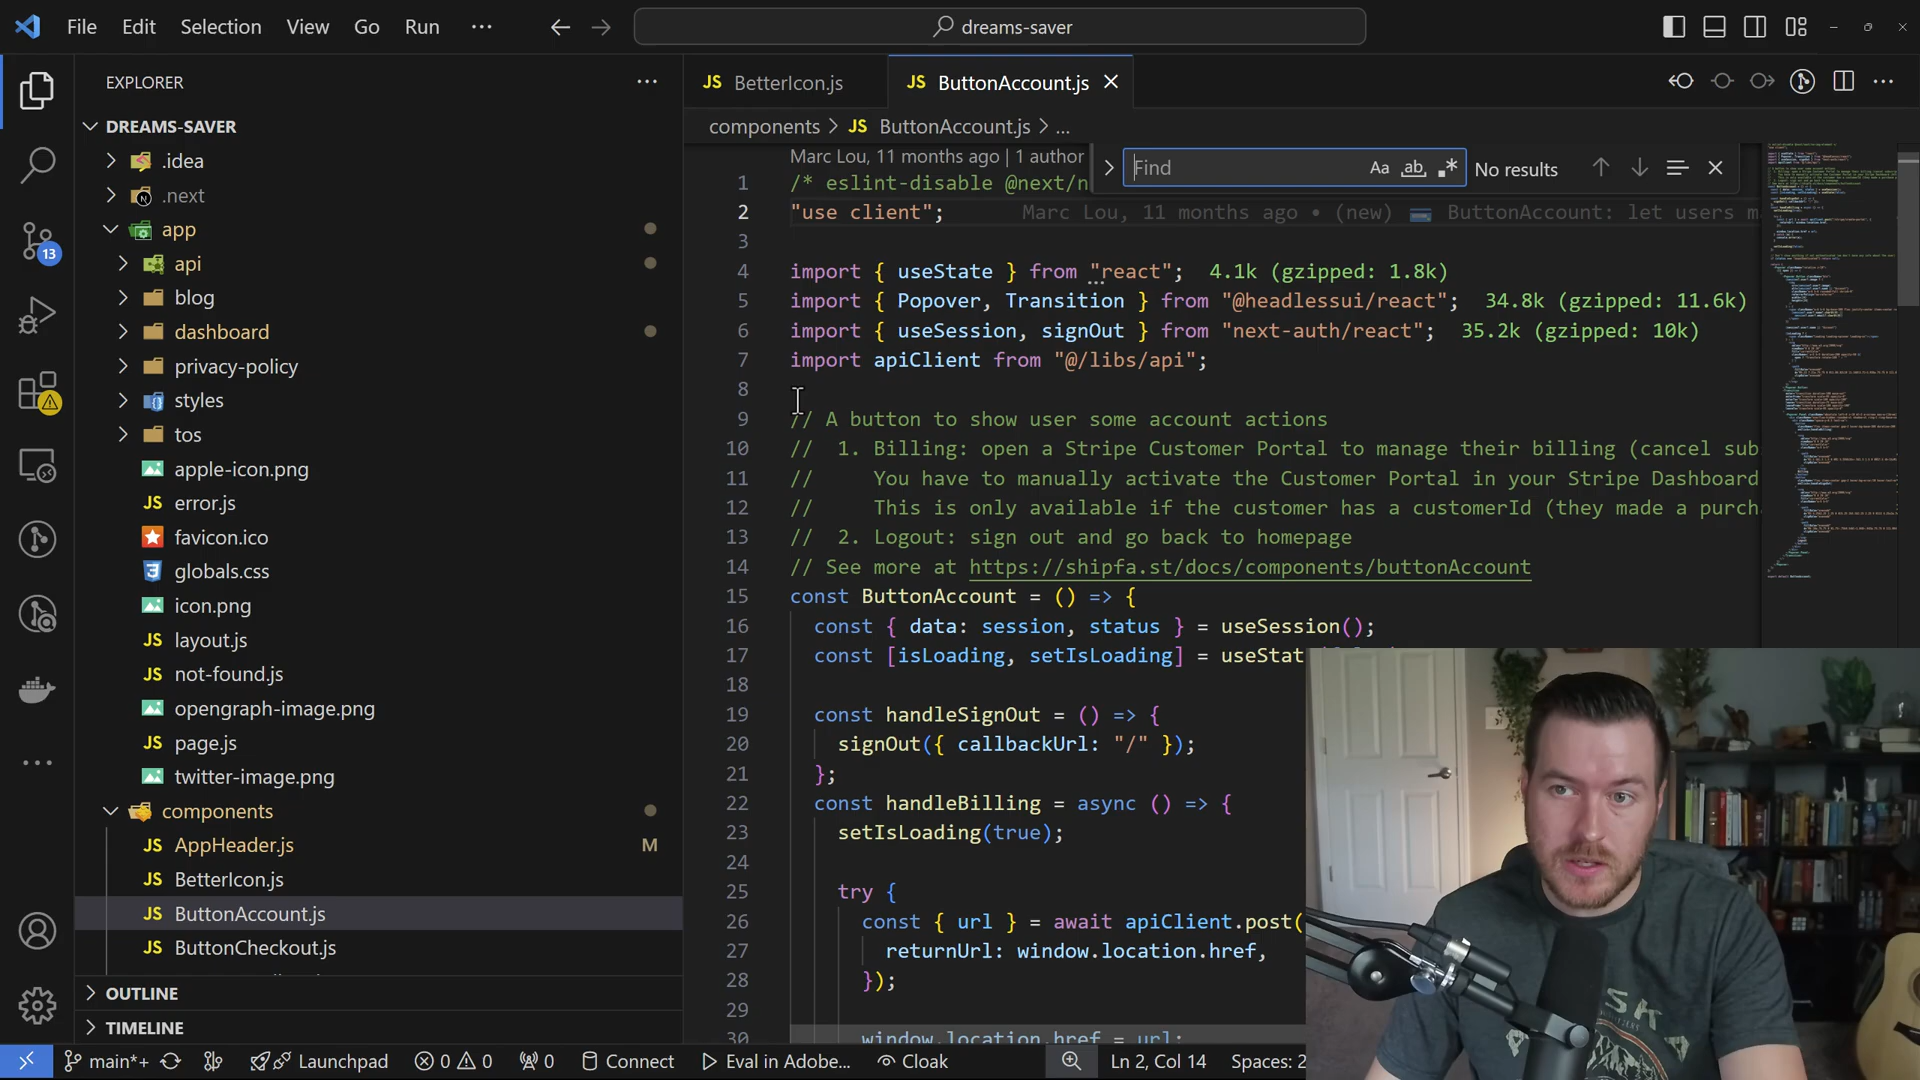 File Edit Selection View Go Run ··· dreams-saver
EXPLORER
DREAMS-SAVER
.idea
.next
app
api
blog
dashboard
privacy-policy
styles
tos
apple-icon.png
JS error.js
favicon.ico
globals.css
icon.png
JS layout.js
JS not-found.js
opengraph-image.png
JS page.js
twitter-image.png
components
JS AppHeader.js M
JS BetterIcon.js
JS ButtonAccount.js
JS ButtonCheckout.js
OUTLINE
TIMELINE
13
JS BetterIcon.js JS ButtonAccount.js
components > JS ButtonAccount.js > ...
Marc Lou, 11 months ago | 1 author
Find Aa ab .* No results
1 /* eslint-disable @next/n
2 "use client"; Marc Lou, 11 months ago • (new) ButtonAccount: let users m
3
4 import { useState } from "react"; 4.1k (gzipped: 1.8k)
5 import { Popover, Transition } from "@headlessui/react"; 34.8k (gzipped: 11.6k)
6 import { useSession, signOut } from "next-auth/react"; 35.2k (gzipped: 10k)
7 import apiClient from "@/libs/api";
8
9 // A button to show user some account actions
10 // 1. Billing: open a Stripe Customer Portal to manage their billing (cancel sub
11 // You have to manually activate the Customer Portal in your Stripe Dashboard
12 // This is only available if the customer has a customerId (they made a purch
13 // 2. Logout: sign out and go back to homepage
14 // See more at https://shipfa.st/docs/components/buttonAccount
15 const ButtonAccount = () => {
16 const { data: session, status } = useSession();
17 const [isLoading, setIsLoading] = useStat
18
19 const handleSignOut = () => {
20 signOut({ callbackUrl: "/" });
21 };
22 const handleBilling = async () => {
23 setIsLoading(true);
24
25 try {
26 const { url } = await apiClient.post(
27 returnUrl: window.location.href,
28 });
29
30 window.location.href = url;
main*+ Launchpad 0 0 0 Connect Eval in Adobe... Cloak Ln 2, Col 14 Spaces: 2